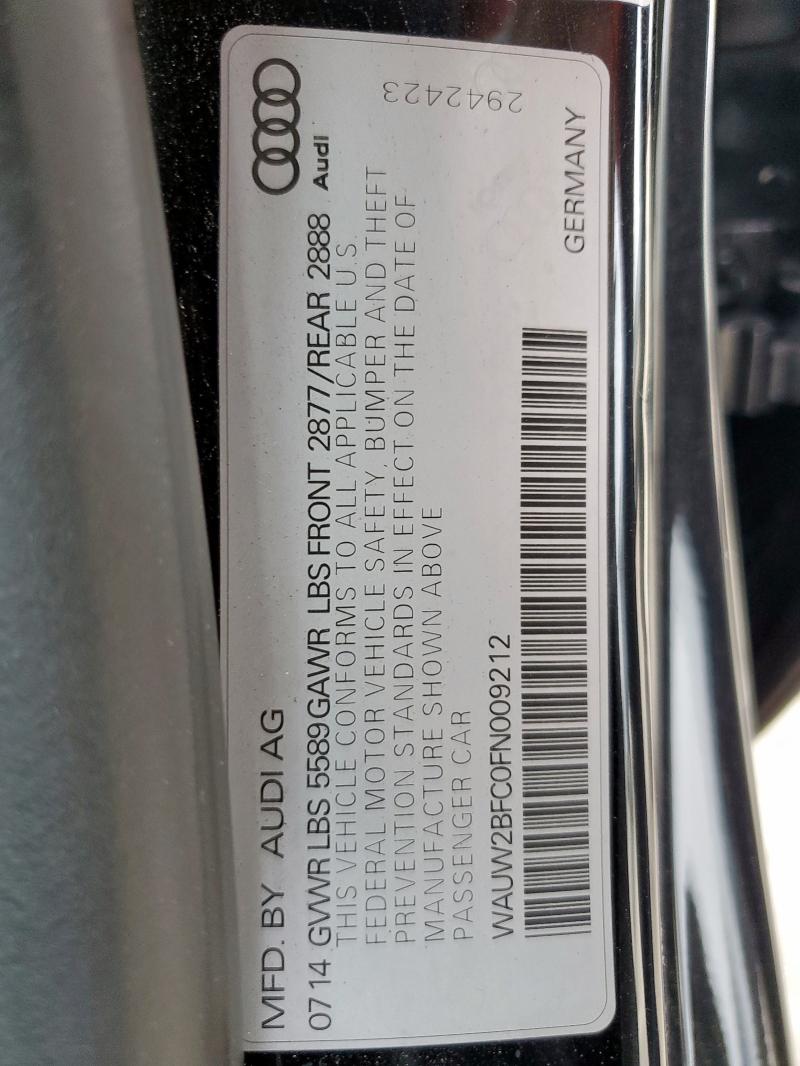 MFD. BY AUDI AG
Audi
07 14 GVWR LBS 5589 GAWR LBS FRONT 2877/REAR 2888
THIS VEHICLE CONFORMS TO ALL APPLICABLE U.S.
FEDERAL MOTOR VEHICLE SAFETY, BUMPER AND THEFT
PREVENTION STANDARDS IN EFFECT ON THE DATE OF
MANUFACTURE SHOWN ABOVE
PASSENGER CAR
2942423
WAUW2BFC0FN009212
GERMANY